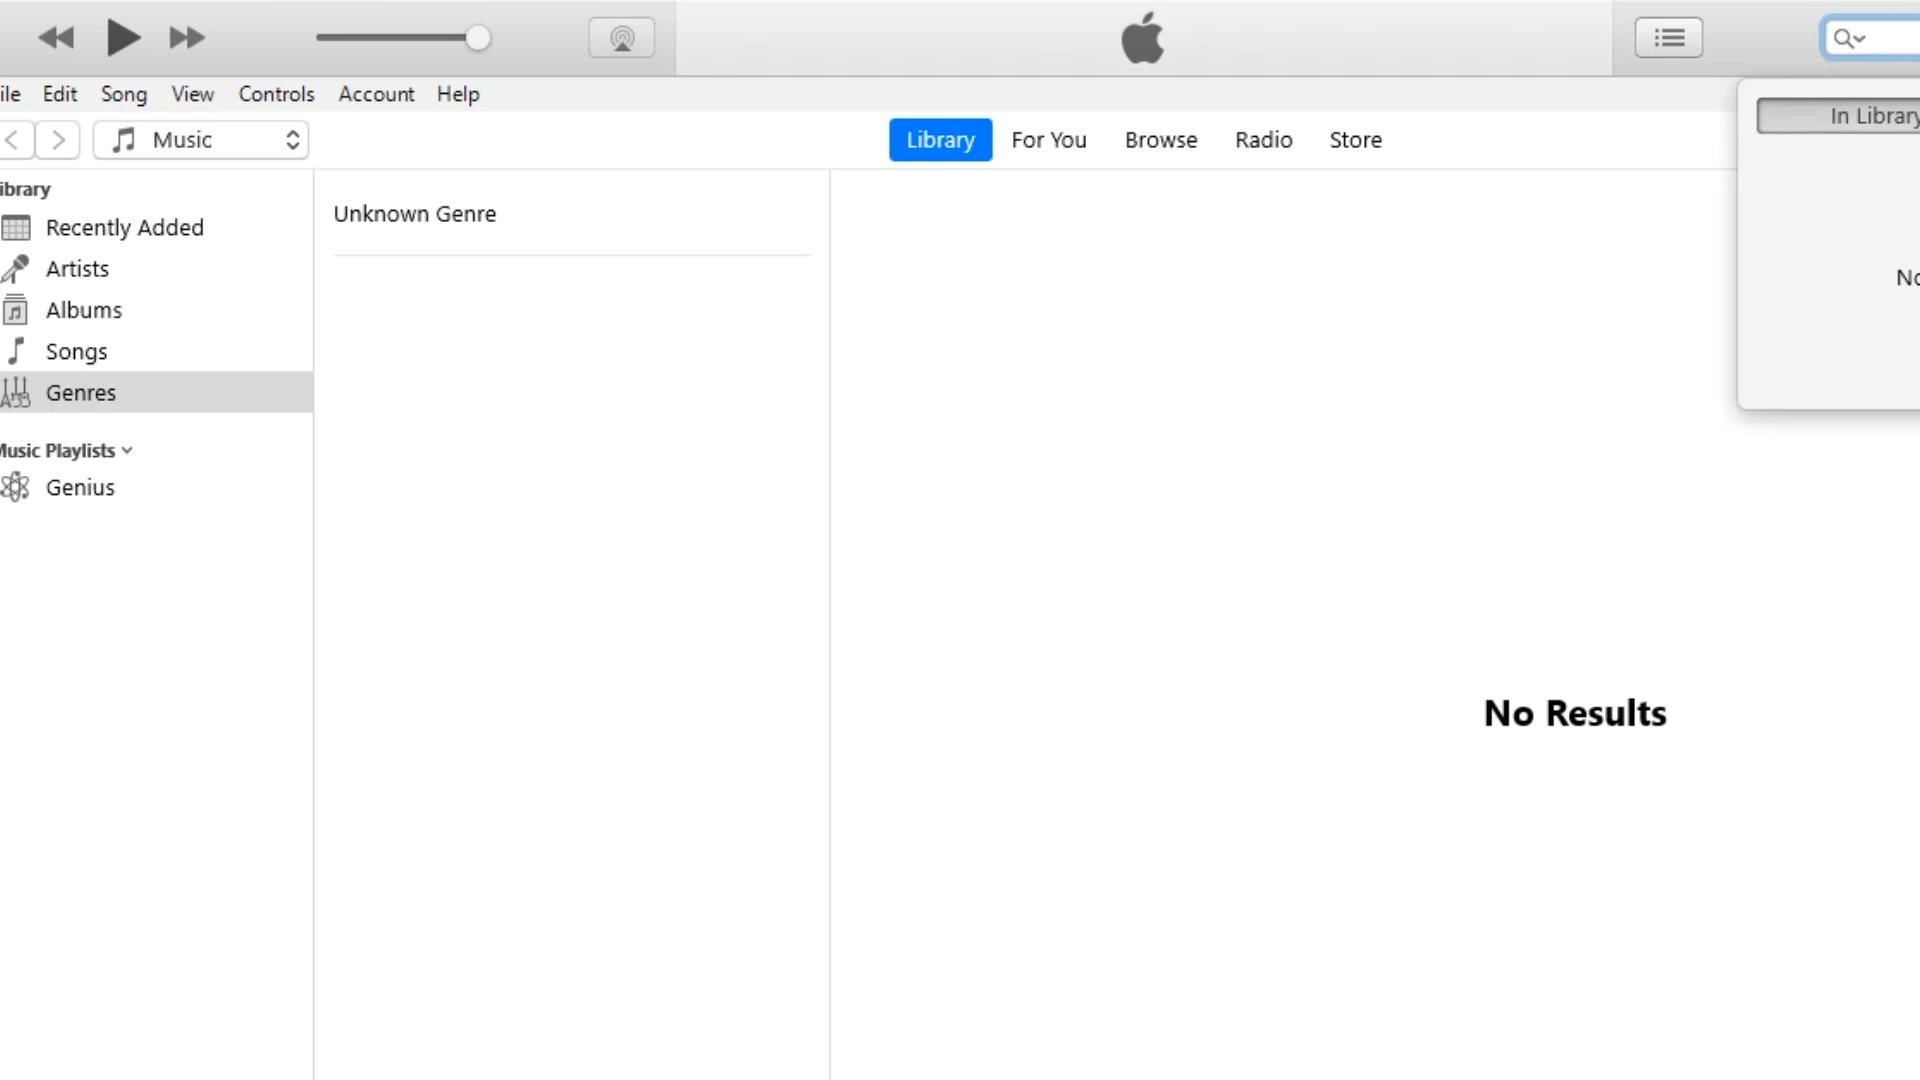 ile Edit Song View Controls Account Help
Music
Library For You Browse Radio Store
In Library
ibrary
Recently Added
Artists
Albums
Songs
Genres
Music Playlists
Genius
Unknown Genre
No
No Results